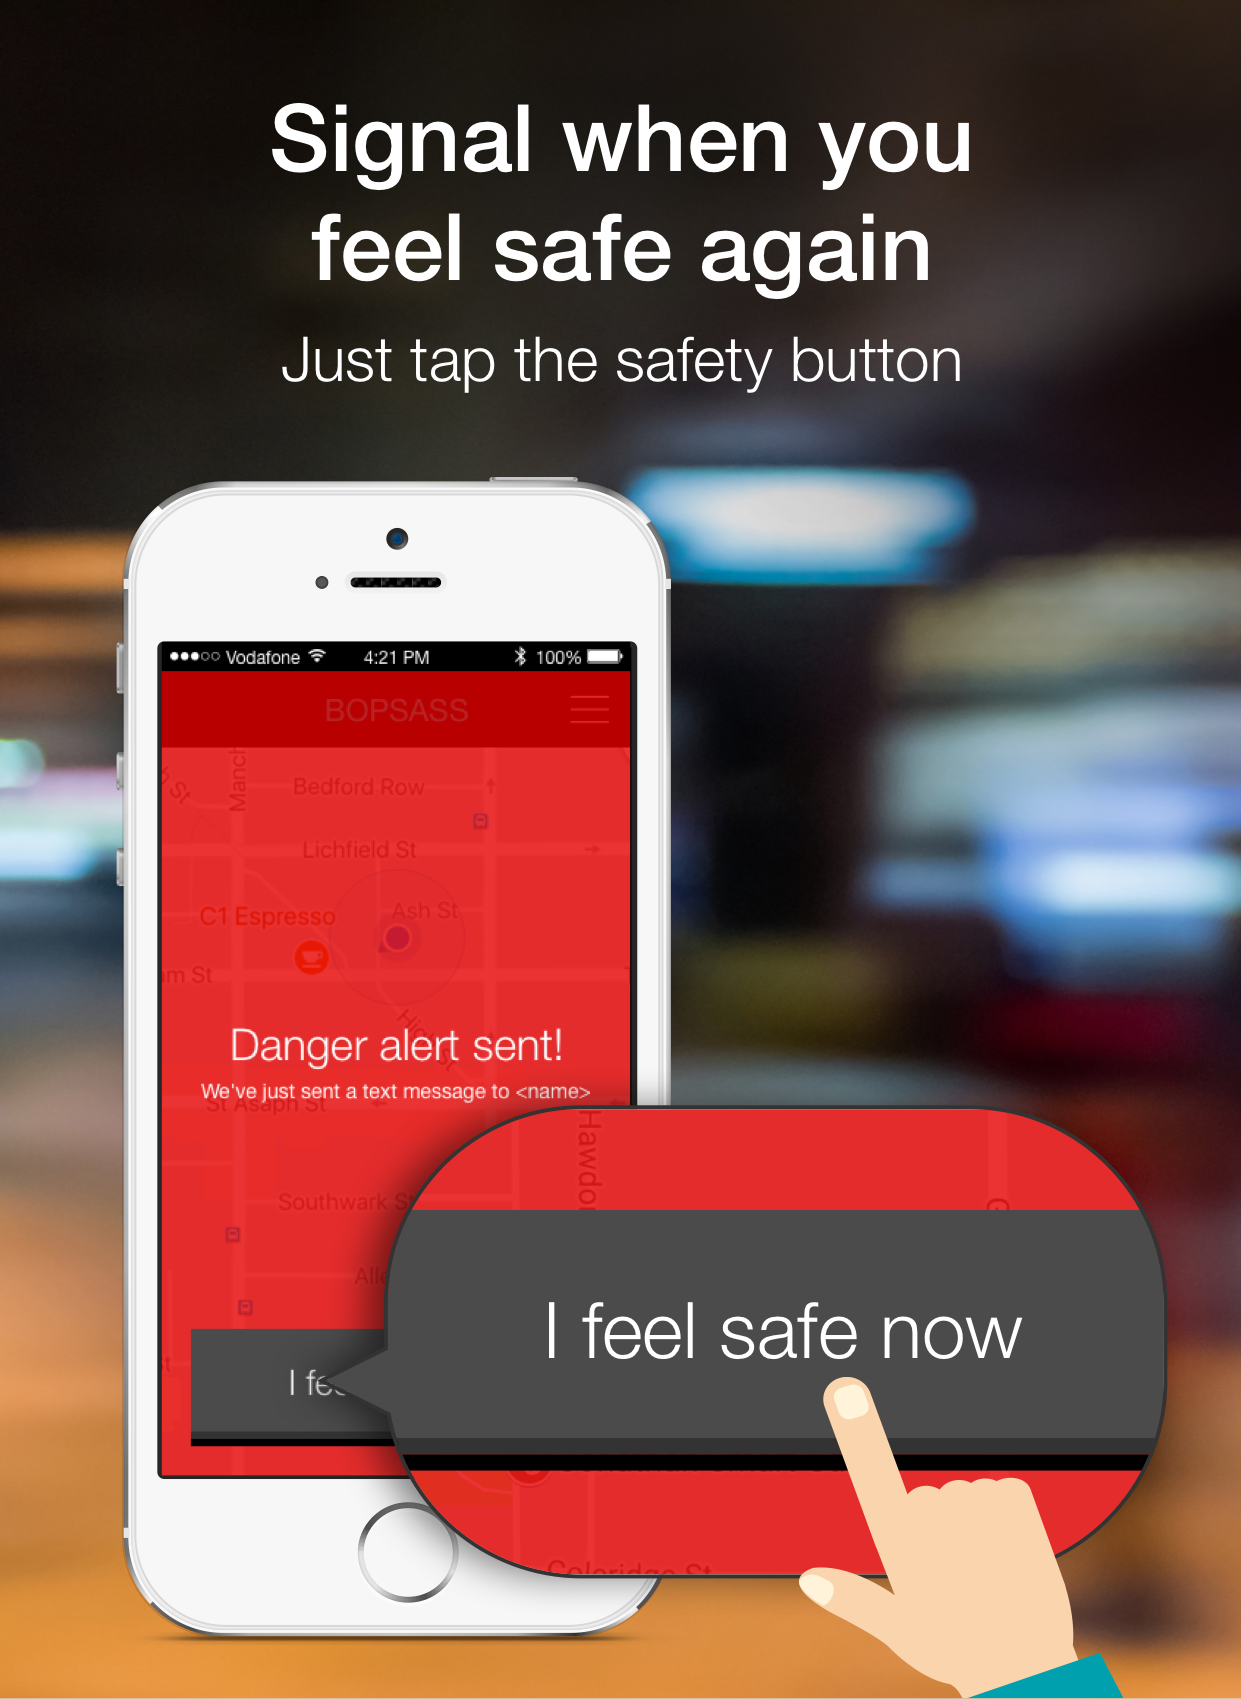 Signal when you
feel safe again
Just tap the safety button
Vodafone 4:21 PM 100%
BOPSASS
Manch
Bedford Row
Lichfield St
C1 Espresso
Ash St
m St
Danger alert sent!
We've just sent a text message to <name>
St Asaph St
Hawdo
Southwark St
Alle
I fee
I feel safe now
Coleridge St